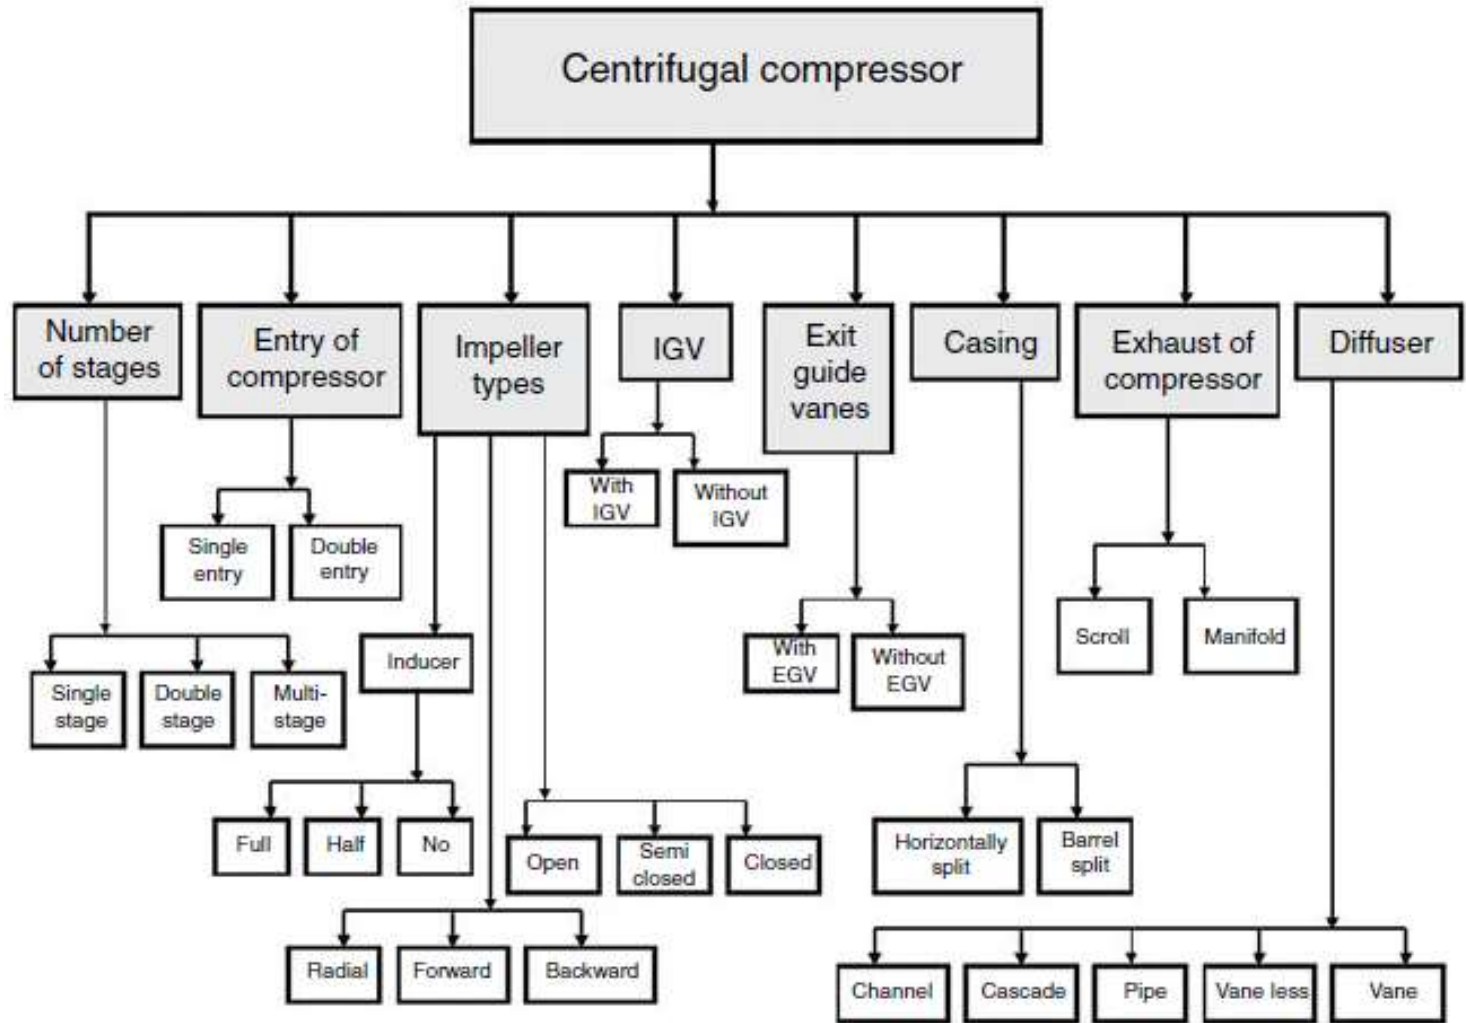 Centrifugal compressor
Number
of stages
Entry of
compressor
Impeller
types
IGV
Exit
guide
vanes
Casing
Exhaust of
compressor
Diffuser
With
IGV
Without
IGV
Single
entry
Double
entry
Inducer
With
EGV
Without
EGV
Scroll
Manifold
Single
stage
Double
stage
Multi-
stage
Full
Half
No
Open
Semi
closed
Closed
Horizontally
split
Barrel
split
Radial
Forward
Backward
Channel
Cascade
Pipe
Vane less
Vane